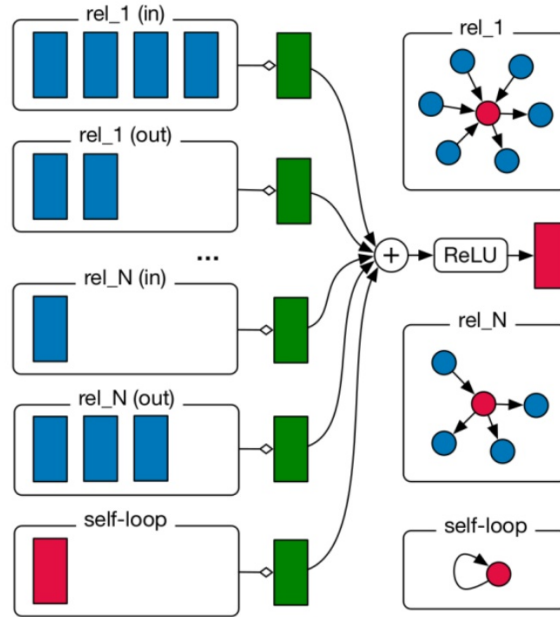 rel_1 (in)
rel_1 (out)
...
rel_N (in)
rel_N (out)
self-loop
+
ReLU
rel_1
rel_N
self-loop